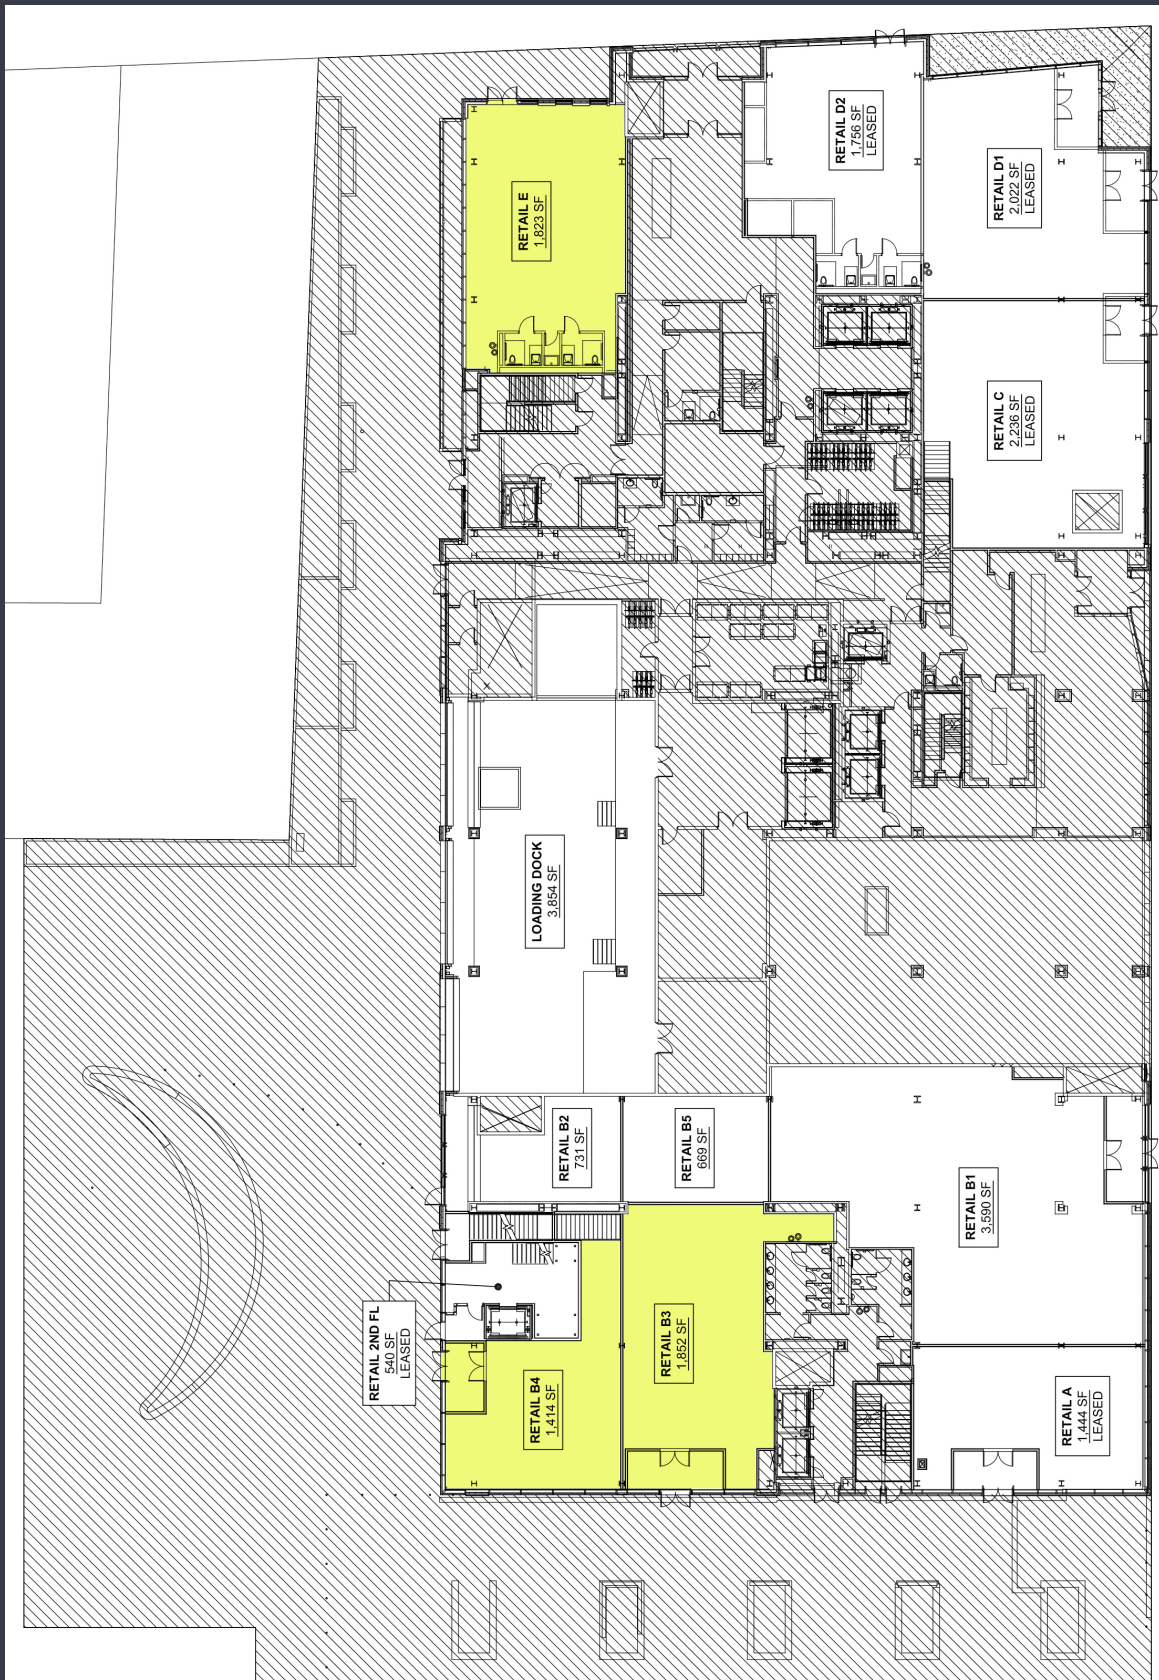 RETAIL D2
1,756 SF
LEASED
RETAIL D1
2,022 SF
LEASED
RETAIL E
1,823 SF
RETAIL C
2,236 SF
LEASED
LOADING DOCK
3,854 SF
RETAIL B2
731 SF
RETAIL B5
669 SF
RETAIL B1
3,590 SF
RETAIL 2ND FL
540 SF
LEASED
RETAIL B3
1,852 SF
RETAIL B4
1,414 SF
RETAIL A
1,444 SF
LEASED